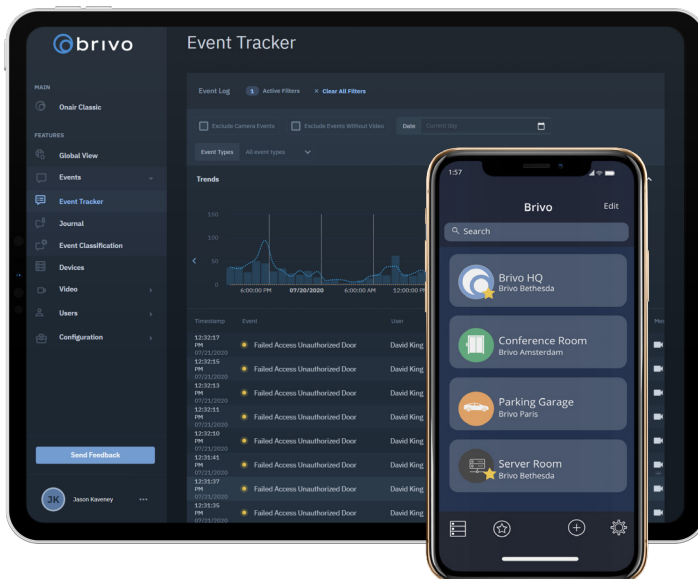 brivo
Event Tracker
MAIN
Onair Classic
FEATURES
Global View
Events
Event Tracker
Journal
Event Classification
Devices
Video
Users
Configuration
Send Feedback
JK
Jason Kaveney
Event Log 1 Active Filters × Clear All Filters
Exclude Camera Events Exclude Events Without Video Date Current day
Event Types All event types
Trends
150
100
50
0
6:00:00 PM 07/20/2020 6:00:00 AM 12:00:00 PM
Timestamp Event User
12:32:17
PM
07/21/2020
Failed Access Unauthorized Door David King
12:32:15
PM
07/21/2020
Failed Access Unauthorized Door David King
12:32:13
PM
07/21/2020
Failed Access Unauthorized Door David King
12:32:11
PM
07/21/2020
Failed Access Unauthorized Door David King
12:32:10
PM
07/21/2020
Failed Access Unauthorized Door David King
12:31:41
PM
07/21/2020
Failed Access Unauthorized Door David King
12:31:37
PM
07/21/2020
Failed Access Unauthorized Door David King
12:31:35
PM
07/21/2020
Failed Access Unauthorized Door David King
1:57
Brivo Edit
Search
Brivo HQ
Brivo Bethesda
Conference Room
Brivo Amsterdam
Parking Garage
Brivo Paris
Server Room
Brivo Bethesda